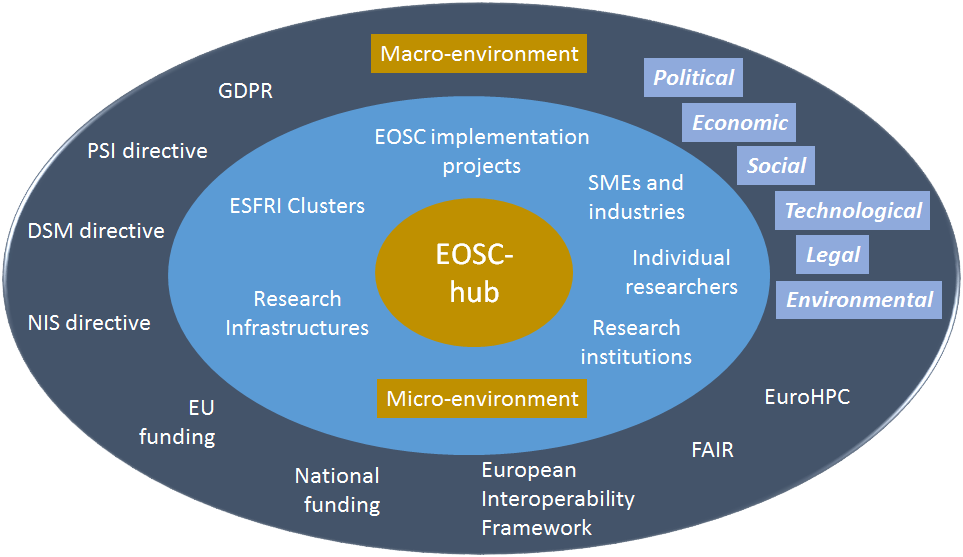 Macro-environment
GDPR
PSI directive
DSM directive
NIS directive
EU
funding
National
funding
European
Interoperability
Framework
FAIR
EuroHPC
Political
Economic
Social
Technological
Legal
Environmental
EOSC implementation
projects
ESFRI Clusters
SMEs and
industries
Individual
researchers
Research
Infrastructures
Research
institutions
Micro-environment
EOSC-
hub